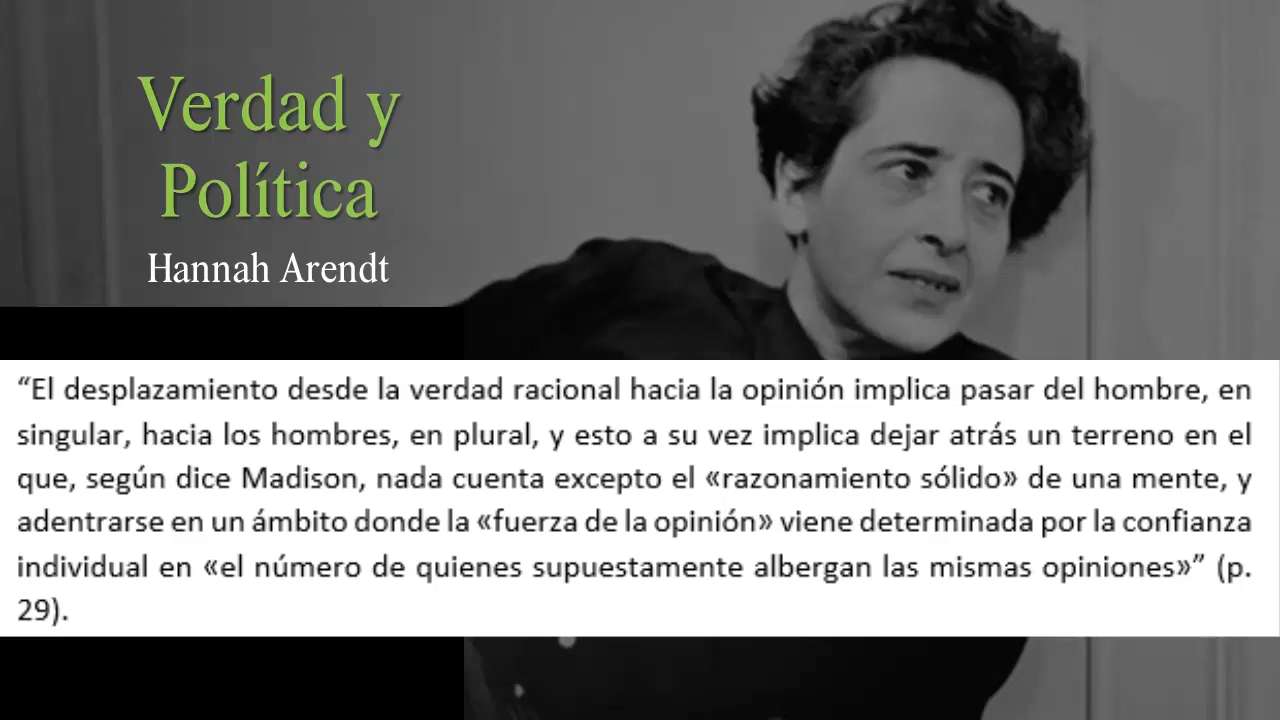 Verdad y
Política
Hannah Arendt
“El desplazamiento desde la verdad racional hacia la opinión implica pasar del hombre, en
singular, hacia los hombres, en plural, y esto a su vez implica dejar atrás un terreno en el
que, según dice Madison, nada cuenta excepto el «razonamiento sólido» de una mente, y
adentrarse en un ámbito donde la «fuerza de la opinión» viene determinada por la confianza
individual en «el número de quienes supuestamente albergan las mismas opiniones»” (p.
29).